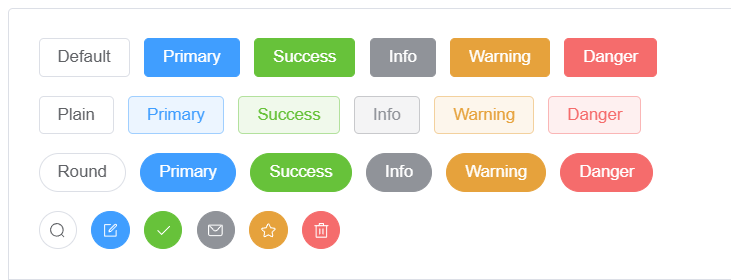 Default Primary Success Info Warning Danger
Plain Primary Success Info Warning Danger
Round Primary Success Info Warning Danger